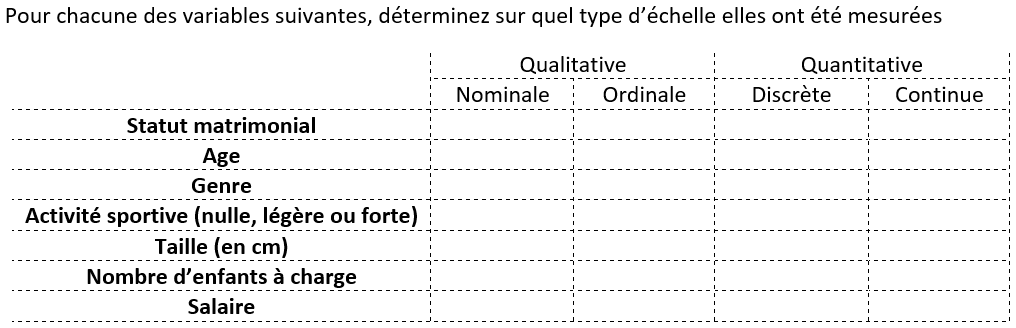 Pour chacune des variables suivantes, déterminez sur quel type d’échelle elles ont été mesurées
Qualitative Quantitative
Nominale Ordinale Discrète Continue
Statut matrimonial
Age
Genre
Activité sportive (nulle, légère ou forte)
Taille (en cm)
Nombre d’enfants à charge
Salaire